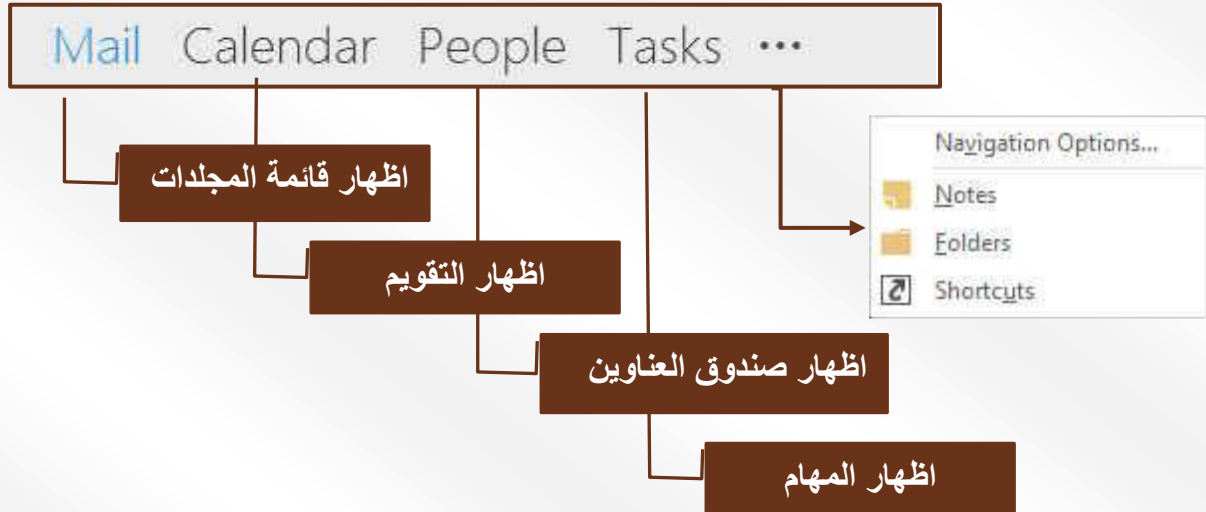 Mail Calendar People Tasks •••
Navigation Options...
Notes
Folders
Shortcuts
اظهار قائمة المجلدات
اظهار التقويم
اظهار صندوق العناوين
اظهار المهام